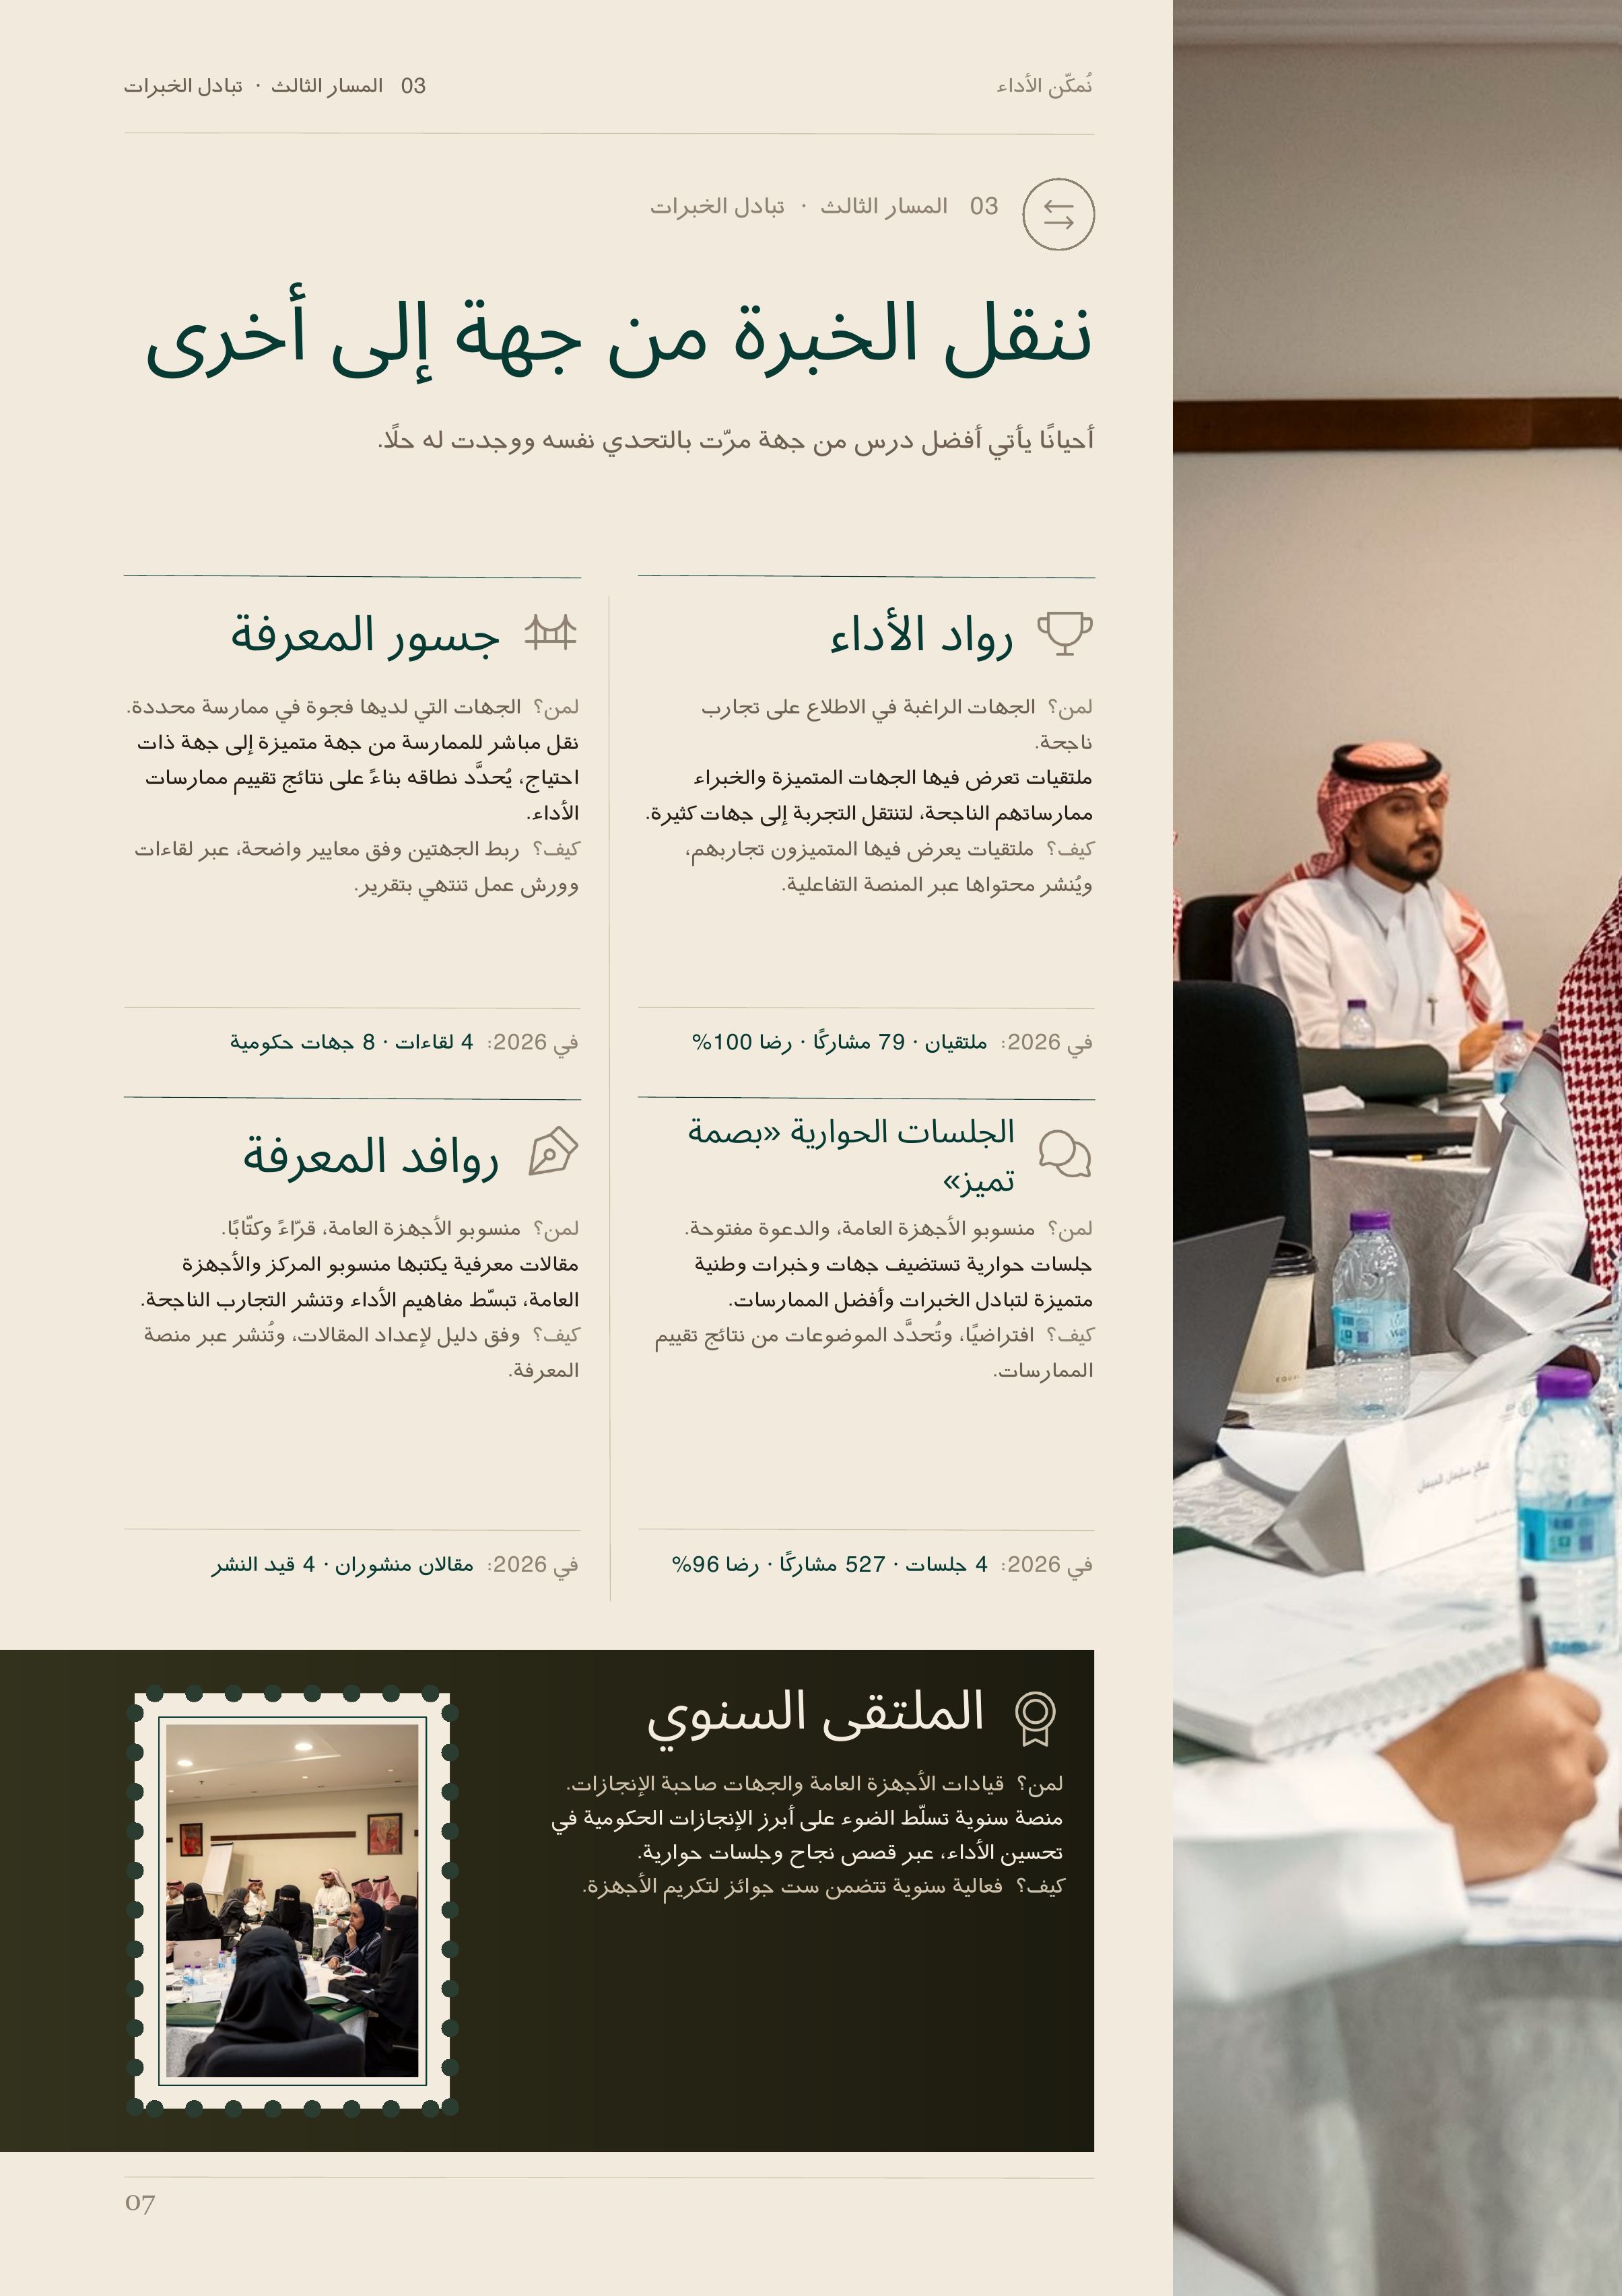 نُمكّن الأداء
03 المسار الثالث · تبادل الخبرات
03 المسار الثالث · تبادل الخبرات
ننقل الخبرة من جهة إلى أخرى
أحيانًا يأتي أفضل درس من جهة مرّت بالتحدي نفسه ووجدت له حلًا.
رواد الأداء
لمن؟ الجهات الراغبة في الاطلاع على تجارب
ناجحة.
ملتقيات تعرض فيها الجهات المتميزة والخبراء
ممارساتهم الناجحة، لتنتقل التجربة إلى جهات كثيرة.
كيف؟ ملتقيات يعرض فيها المتميزون تجاربهم،
ويُنشر محتواها عبر المنصة التفاعلية.
في 2026: ملتقيان · 79 مشاركًا · رضا 100%
جسور المعرفة
لمن؟ الجهات التي لديها فجوة في ممارسة محددة.
نقل مباشر للممارسة من جهة متميزة إلى جهة ذات
احتياج، يُحدَّد نطاقه بناءً على نتائج تقييم ممارسات
الأداء.
كيف؟ ربط الجهتين وفق معايير واضحة، عبر لقاءات
وورش عمل تنتهي بتقرير.
في 2026: 4 لقاءات · 8 جهات حكومية
الجلسات الحوارية «بصمة
تميز»
لمن؟ منسوبو الأجهزة العامة، والدعوة مفتوحة.
جلسات حوارية تستضيف جهات وخبرات وطنية
متميزة لتبادل الخبرات وأفضل الممارسات.
كيف؟ افتراضيًا، وتُحدَّد الموضوعات من نتائج تقييم
الممارسات.
في 2026: 4 جلسات · 527 مشاركًا · رضا 96%
روافد المعرفة
لمن؟ منسوبو الأجهزة العامة، قرّاءً وكتّابًا.
مقالات معرفية يكتبها منسوبو المركز والأجهزة
العامة، تبسّط مفاهيم الأداء وتنشر التجارب الناجحة.
كيف؟ وفق دليل لإعداد المقالات، وتُنشر عبر منصة
المعرفة.
في 2026: مقالان منشوران · 4 قيد النشر
الملتقى السنوي
لمن؟ قيادات الأجهزة العامة والجهات صاحبة الإنجازات.
منصة سنوية تسلّط الضوء على أبرز الإنجازات الحكومية في
تحسين الأداء، عبر قصص نجاح وجلسات حوارية.
كيف؟ فعالية سنوية تتضمن ست جوائز لتكريم الأجهزة.
07